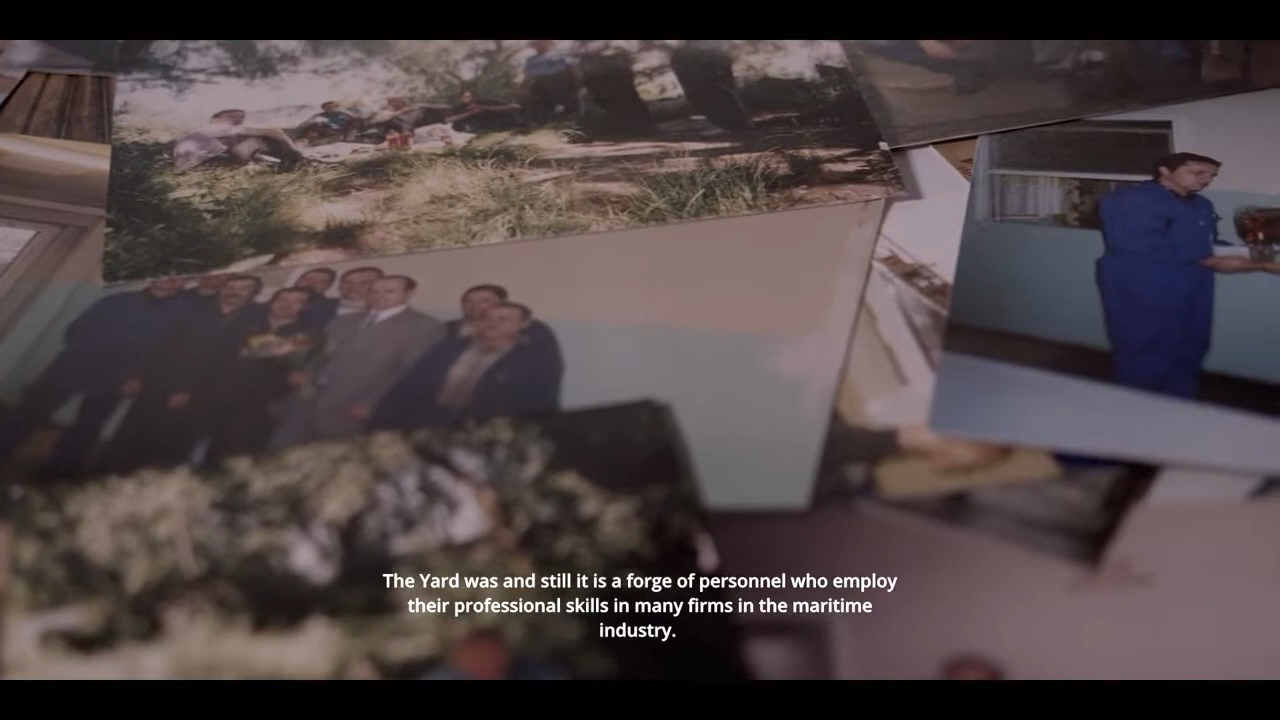 The Yard was and still it is a forge of personnel who employ
their professional skills in many firms in the maritime
industry.